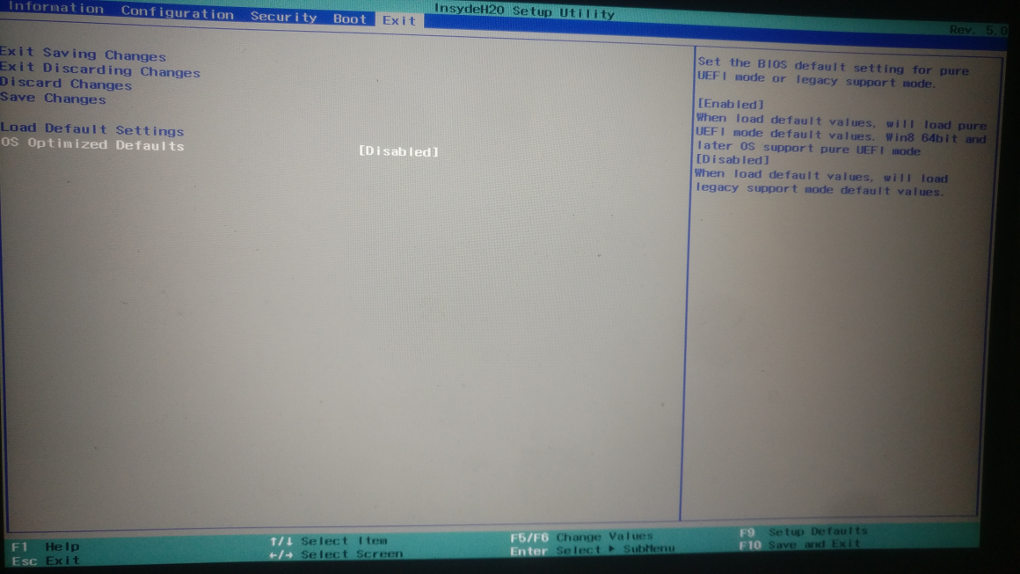 InsydeH20 Setup Utility
Rev. 5.0
Information Configuration Security Boot Exit
Exit Saving Changes
Exit Discarding Changes
Discard Changes
Save Changes
Load Default Settings
OS Optimized Defaults [Disabled]
Set the BIOS default setting for pure
UEFI mode or legacy support mode.
[Enabled]
When load default values, will load pure
UEFI mode default values. Win8 64bit and
later OS support pure UEFI mode
[Disabled]
When load default values, will load
legacy support mode default values.
F1 Help ↑/↓ Select Item F5/F6 Change Values F9 Setup Defaults
Esc Exit ←/→ Select Screen Enter Select ▶ SubMenu F10 Save and Exit